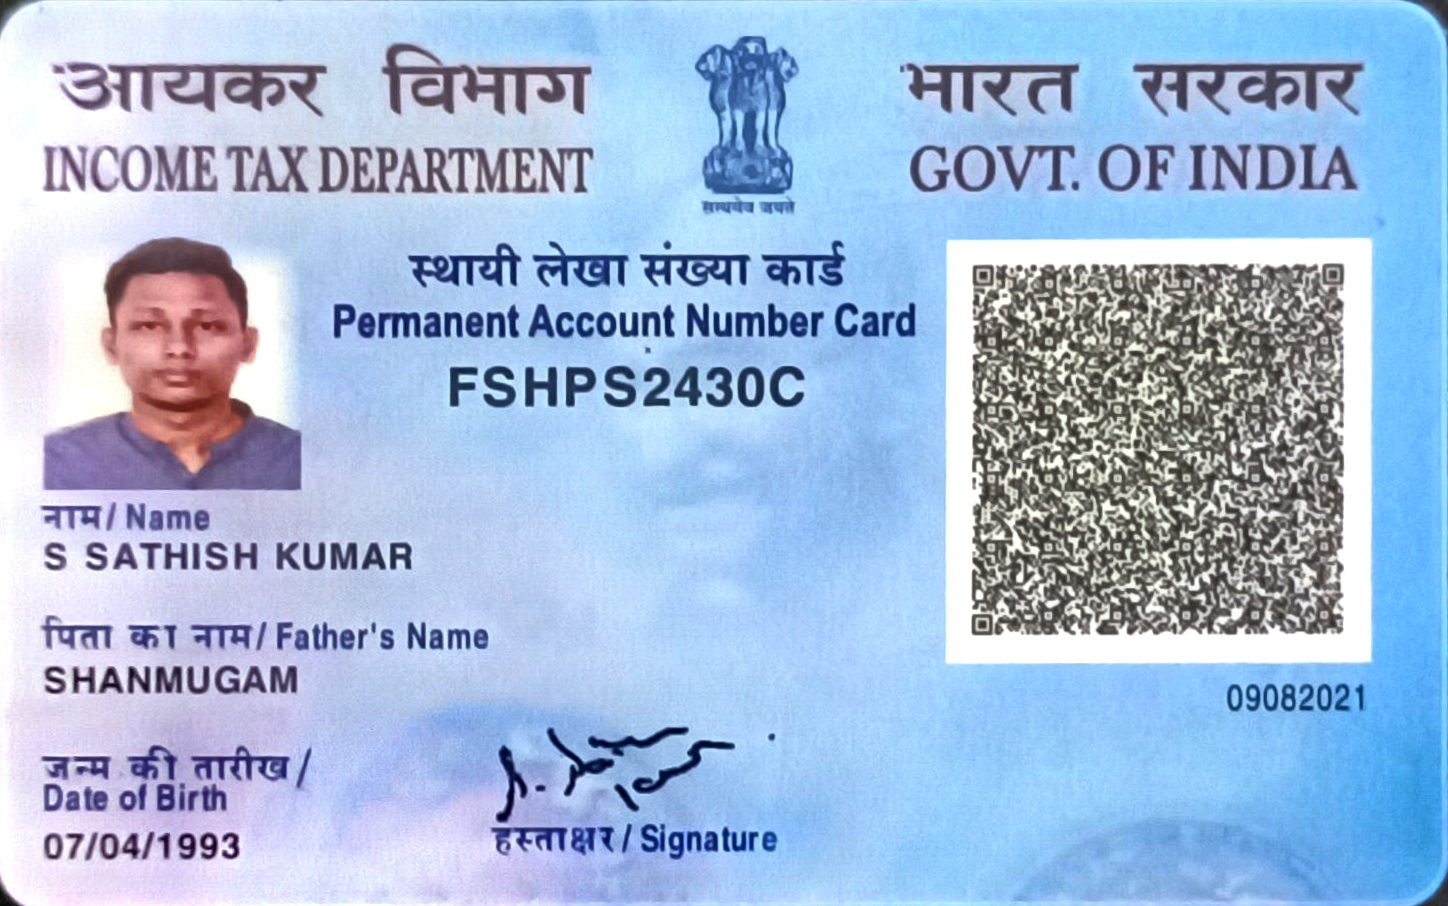 आयकर विभाग
INCOME TAX DEPARTMENT
सत्यमेव जयते
भारत सरकार
GOVT. OF INDIA
स्थायी लेखा संख्या कार्ड
Permanent Account Number Card
FSHPS2430C
नाम / Name
S SATHISH KUMAR
पिता का नाम / Father's Name
SHANMUGAM
09082021
जन्म की तारीख /
Date of Birth
07/04/1993
हस्ताक्षर / Signature